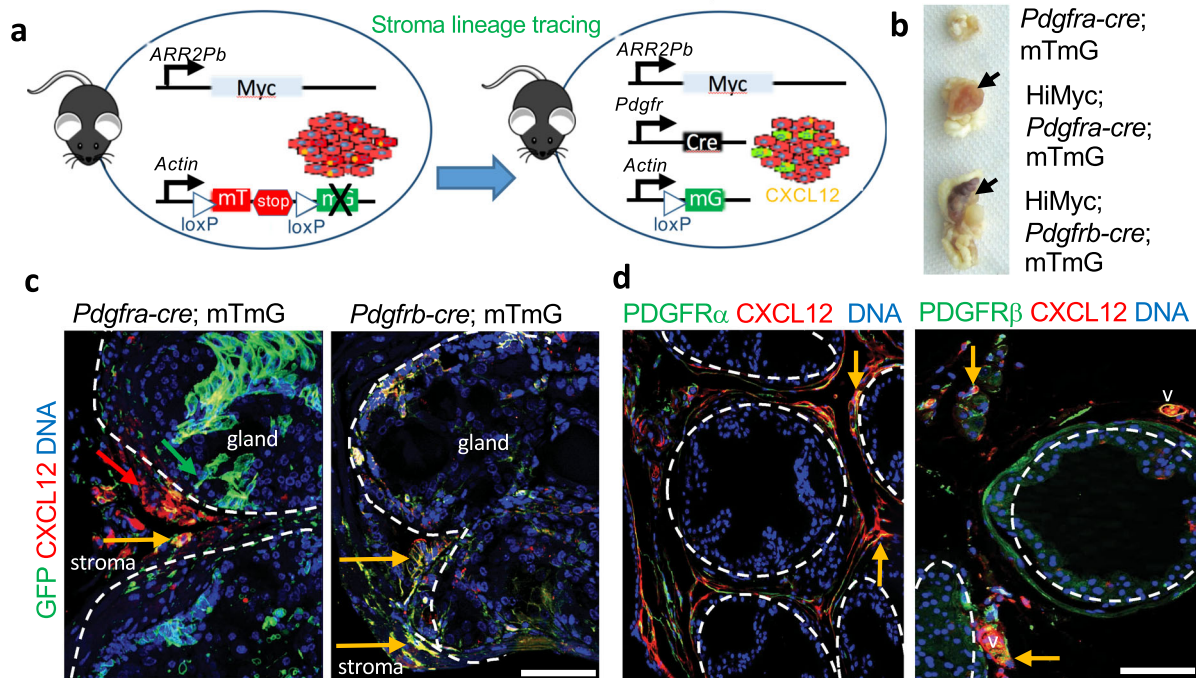 a
Stroma lineage tracing
ARR2Pb
Myc
Actin
mT stop mG
loxP loxP
ARR2Pb
Myc
Pdgfr
Cre
Actin
mG
loxP
CXCL12
b
Pdgfra-cre;
mTmG
HiMyc;
Pdgfra-cre;
mTmG
HiMyc;
Pdgfrb-cre;
mTmG
c
Pdgfra-cre; mTmG
Pdgfrb-cre; mTmG
GFP CXCL12 DNA
gland
stroma
gland
stroma
d
PDGFRα CXCL12 DNA
PDGFRβ CXCL12 DNA
v
v